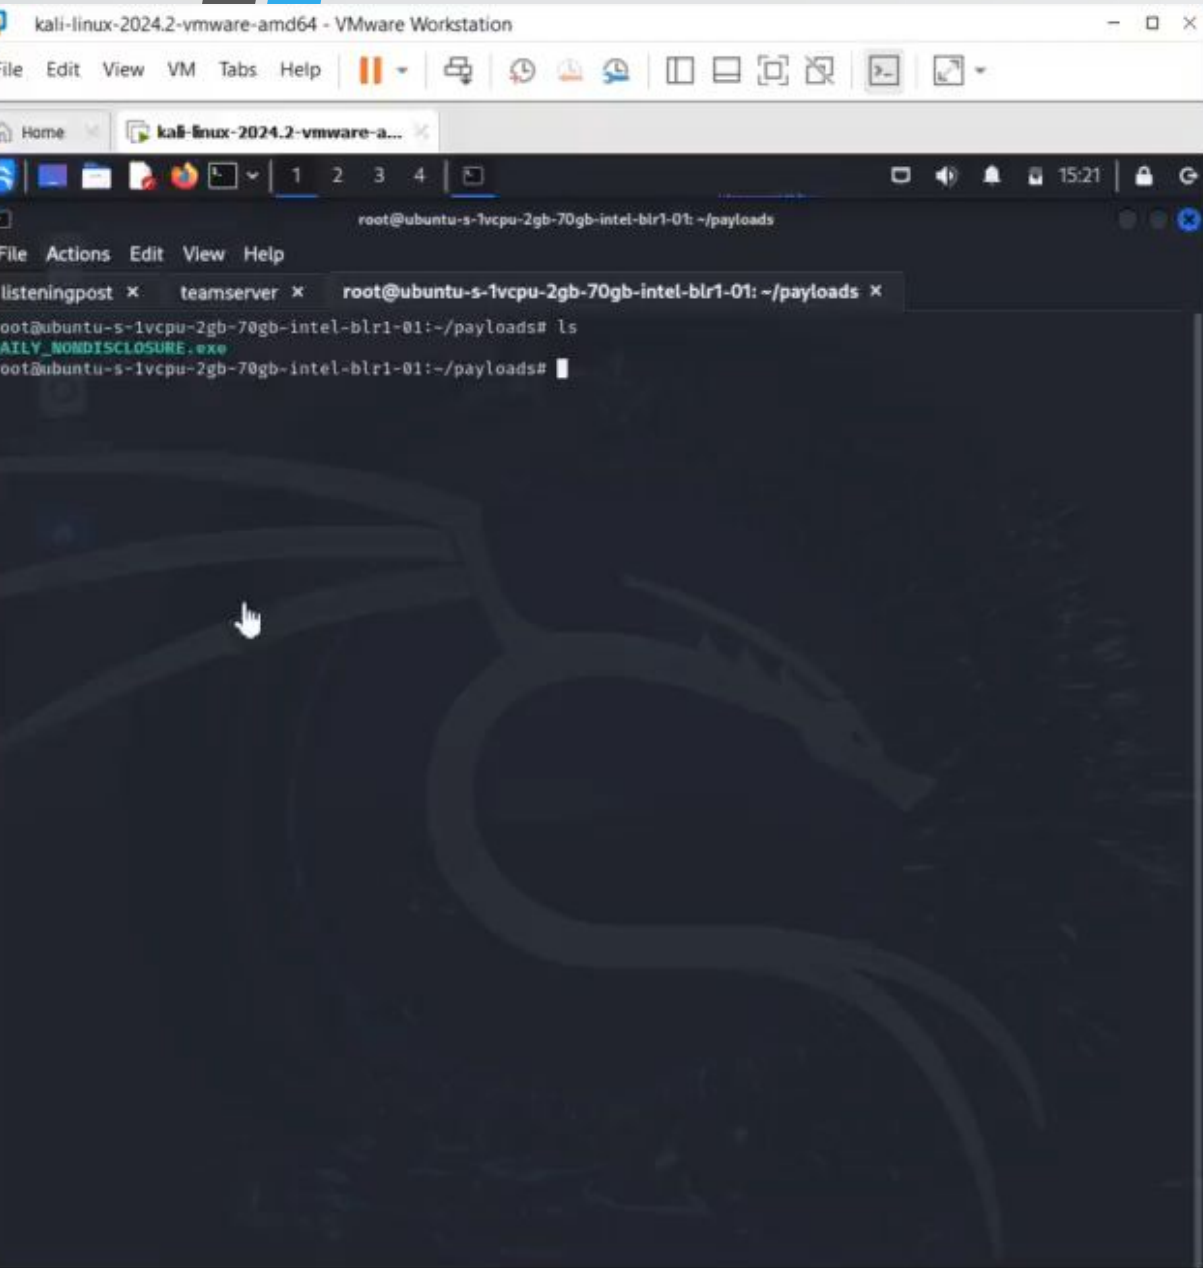 kali-linux-2024.2-vmware-amd64 - VMware Workstation
File Edit View VM Tabs Help
Home kali-linux-2024.2-vmware-a...
1 2 3 4 15:21
root@ubuntu-s-1vcpu-2gb-70gb-intel-blr1-01: ~/payloads
File Actions Edit View Help
listeningpost teamserver root@ubuntu-s-1vcpu-2gb-70gb-intel-blr1-01: ~/payloads
oot@ubuntu-s-1vcpu-2gb-70gb-intel-blr1-01:~/payloads# ls
AILY_NONDISCLOSURE.exe
oot@ubuntu-s-1vcpu-2gb-70gb-intel-blr1-01:~/payloads#